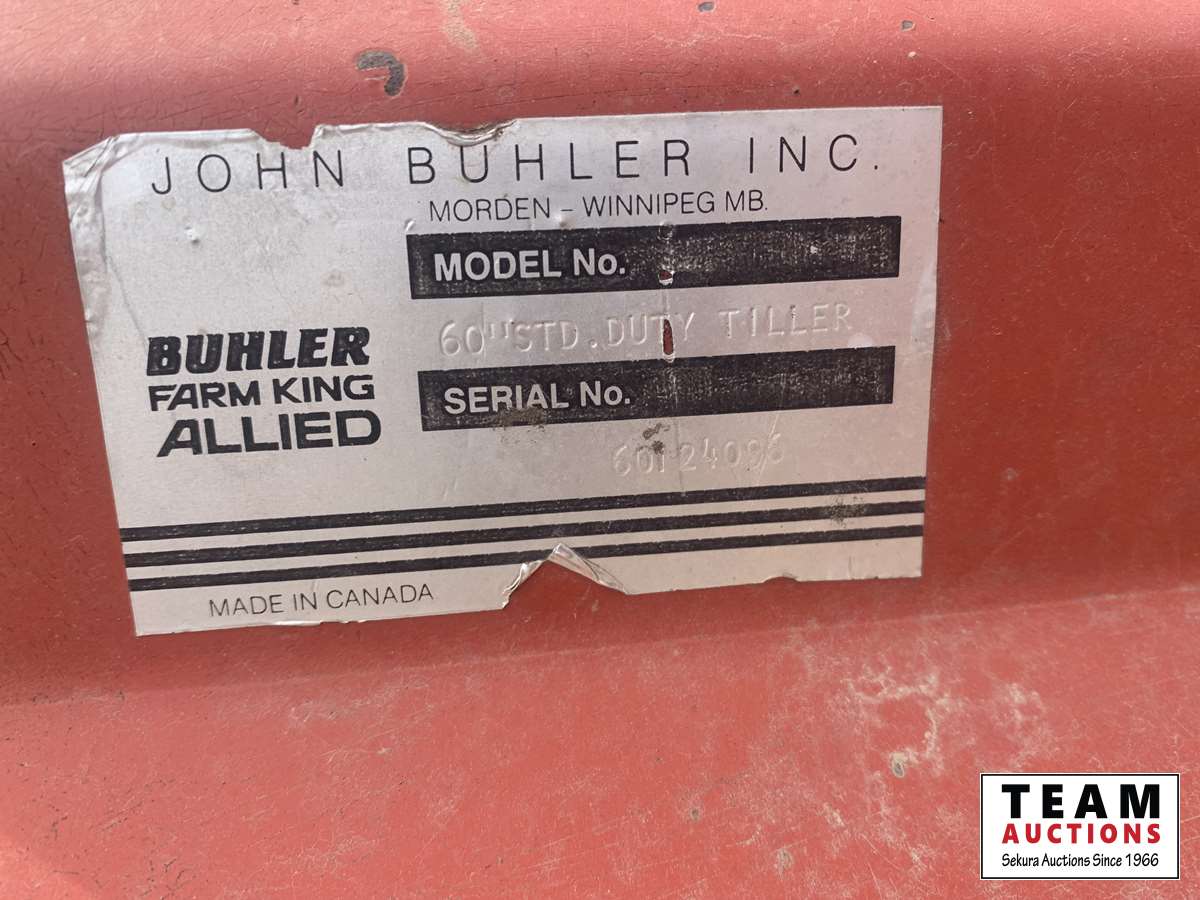 JOHN BUHLER INC.
MORDEN – WINNIPEG MB.
MODEL No.
60"STD.DUTY TILLER
SERIAL No.
BUHLER
FARM KING
ALLIED
MADE IN CANADA
TEAM
AUCTIONS
Sekura Auctions Since 1966